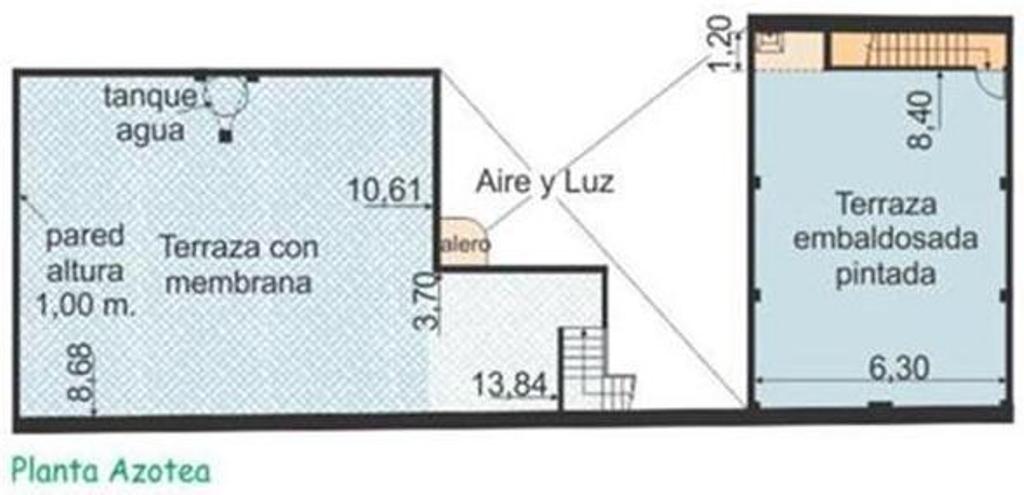 tanque
agua
10,61
Aire y Luz
1,20
8,40
pared
altura
1,00 m.
Terraza con
membrana
alero
Terraza
embaldosada
pintada
3,70
8,68
13,84
6,30
Planta Azotea